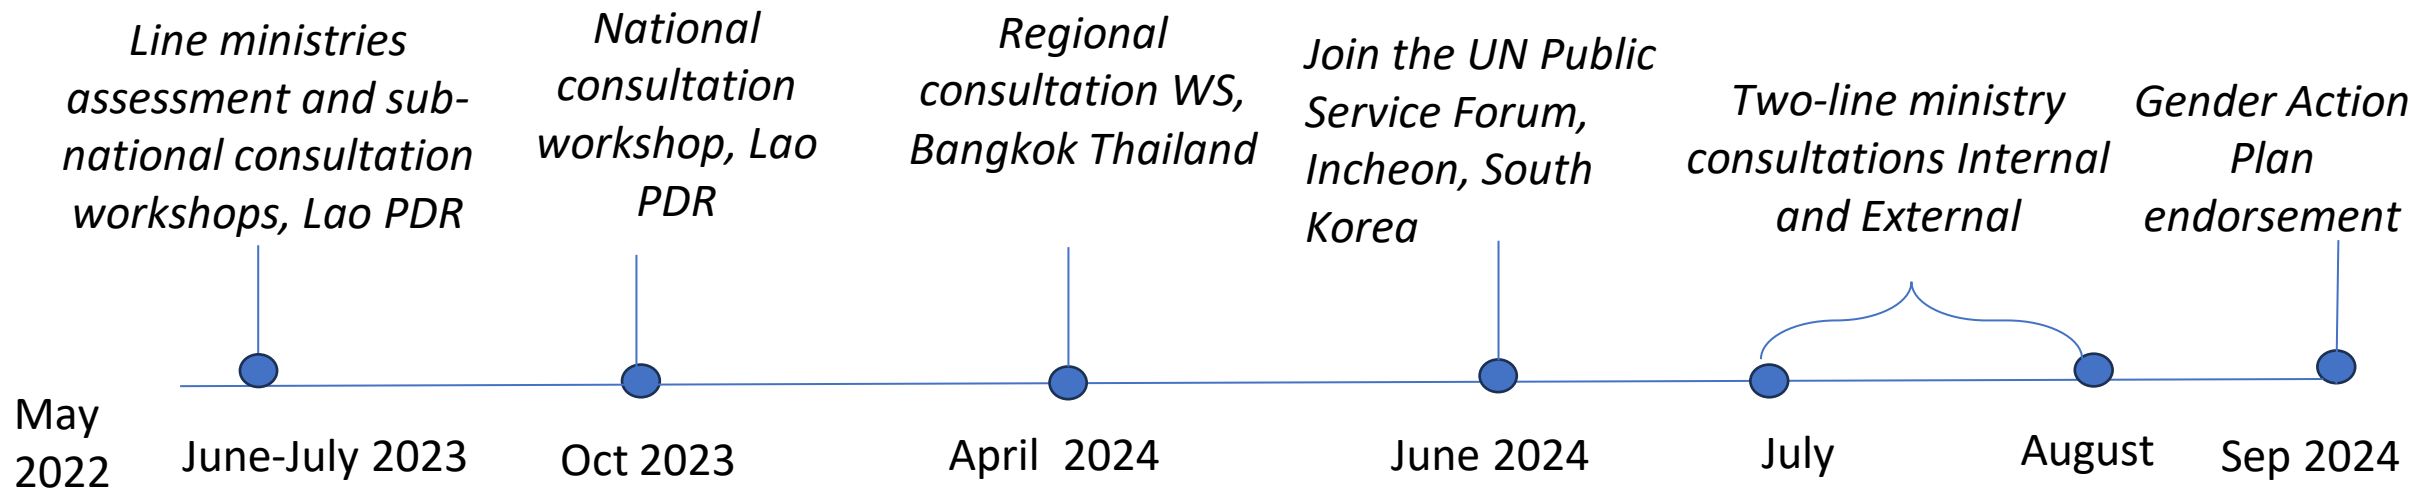 Line ministries
assessment and sub-
national consultation
workshops, Lao PDR
National
consultation
workshop, Lao
PDR
Regional
consultation WS,
Bangkok Thailand
Join the UN Public
Service Forum,
Incheon, South
Korea
Two-line ministry
consultations Internal
and External
Gender Action
Plan
endorsement
May
2022
June-July 2023
Oct 2023
April  2024
June 2024
July
August
Sep 2024